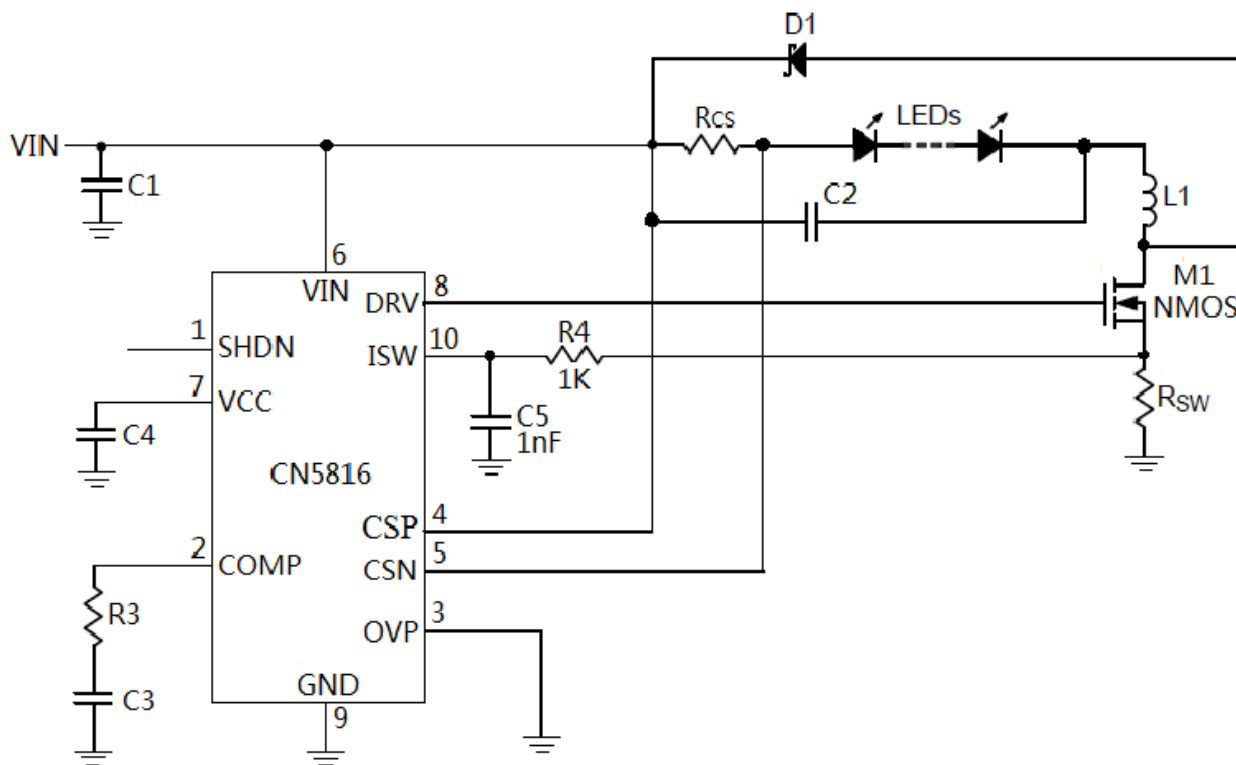 D1
RCS
LEDs
VIN
C1
C2
L1
6
VIN
8
DRV
M1
NMOS
1
SHDN
10
ISW
R4
1K
7
VCC
C5
1nF
RSW
C4
CN5816
4
CSP
2
COMP
5
CSN
R3
3
OVP
GND
C3
9